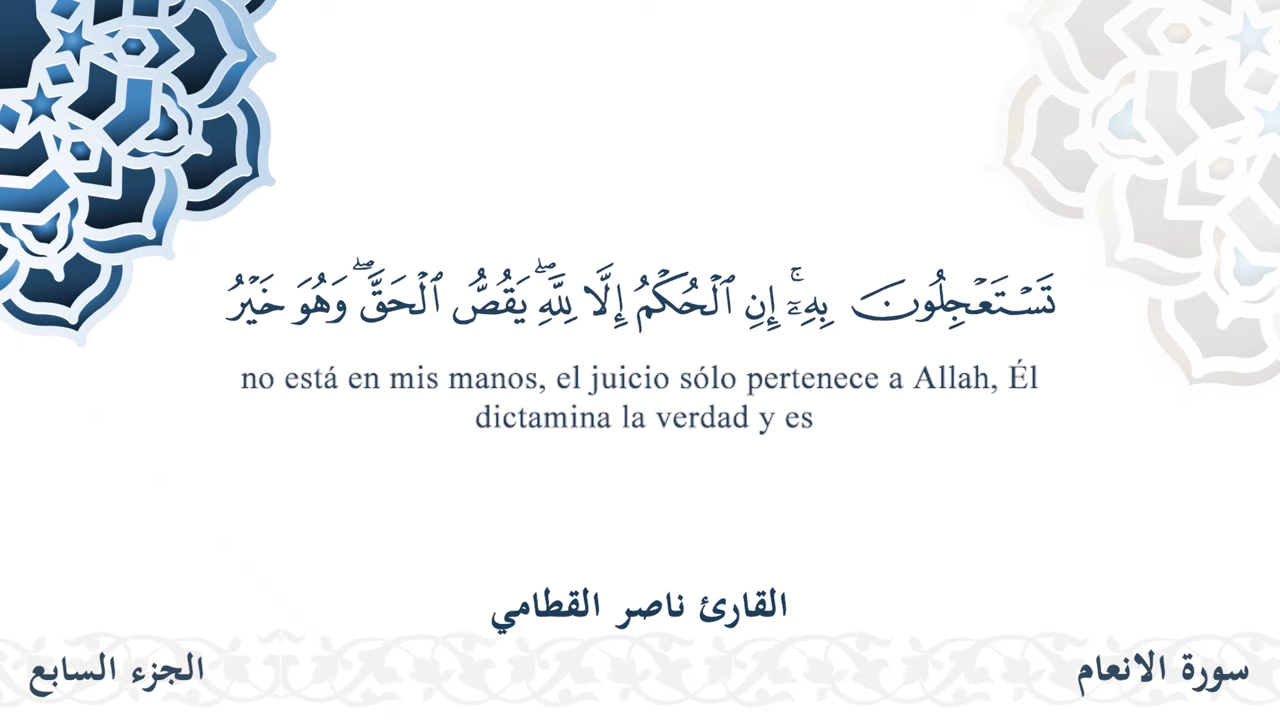 تَسْتَعْجِلُونَ بِهِۦٓ ۚ إِنِ ٱلْحُكْمُ إِلَّا لِلَّهِ ۖ يَقُصُّ ٱلْحَقَّ ۖ وَهُوَ خَيْرُ
no está en mis manos, el juicio sólo pertenece a Allah, Él
dictamina la verdad y es
القارئ ناصر القطامي
سورة الانعام
الجزء السابع